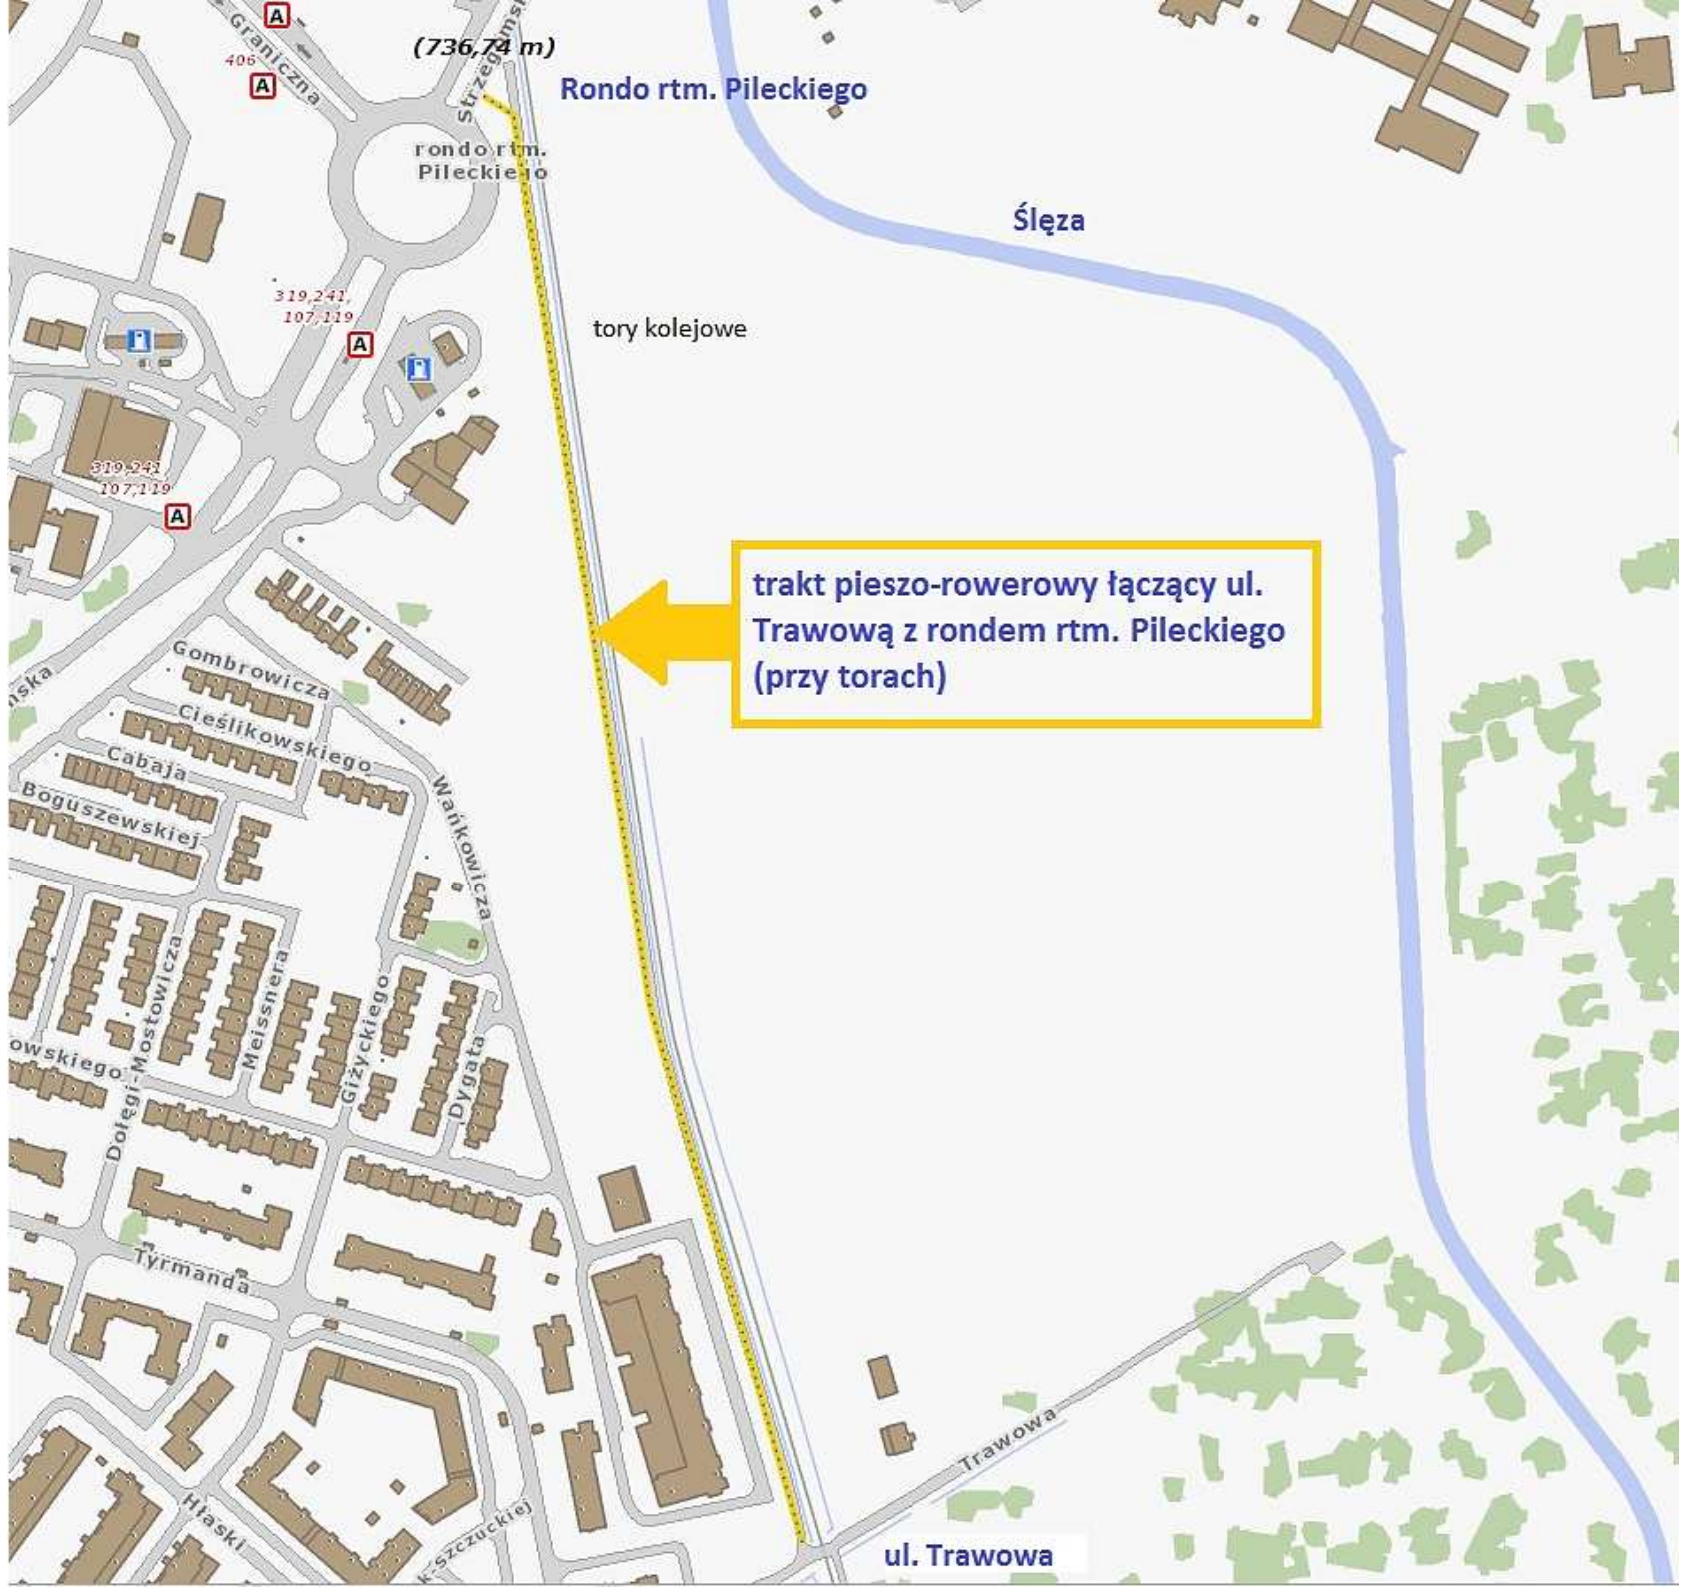 A
Graniczna
406
A
(736,74 m)
Rondo rtm. Pileckiego
rondo rtm.
Ślęza
319,241,
107,119
A
tory kolejowe
319,241,
107,119
A
trakt pieszo-rowerowy łączący ul.
Trawową z rondem rtm. Pileckiego
(przy torach)
Gombrowicza
Cieślikowskiego
Cabaja
Boguszewskiej
Wańkowicza
Dołęgi-Mostowicza
Meissnera
Giżyckiego
Dygata
owskiego
Tyrmanda
Hłaski
Trawowa
ul. Trawowa